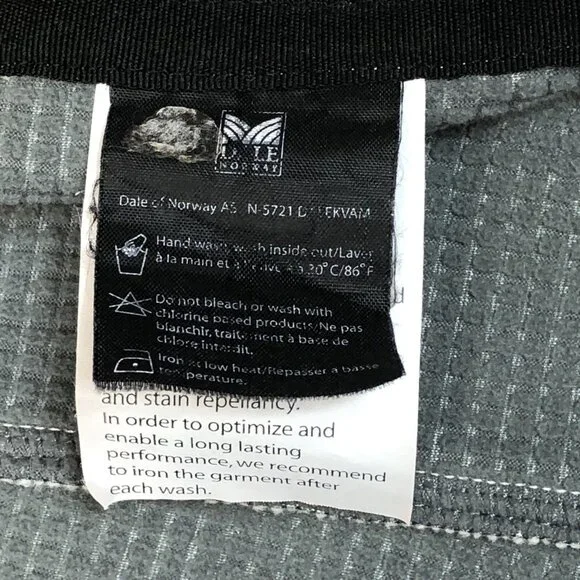 DALE
NORWAY
Dale of Norway AS N-5721 DALEKVAM
Hand wash, wash inside out/Laver
à la main et à l'envers à 30°C/86°F
Do not bleach or wash with
chlorine based products/Ne pas
blanchir, traitement à base de
chlore interdit.
Iron at low heat/Repasser a basse
temperature.
and stain repellancy.
In order to optimize and
enable a long lasting
performance, we recommend
to iron the garment after
each wash.